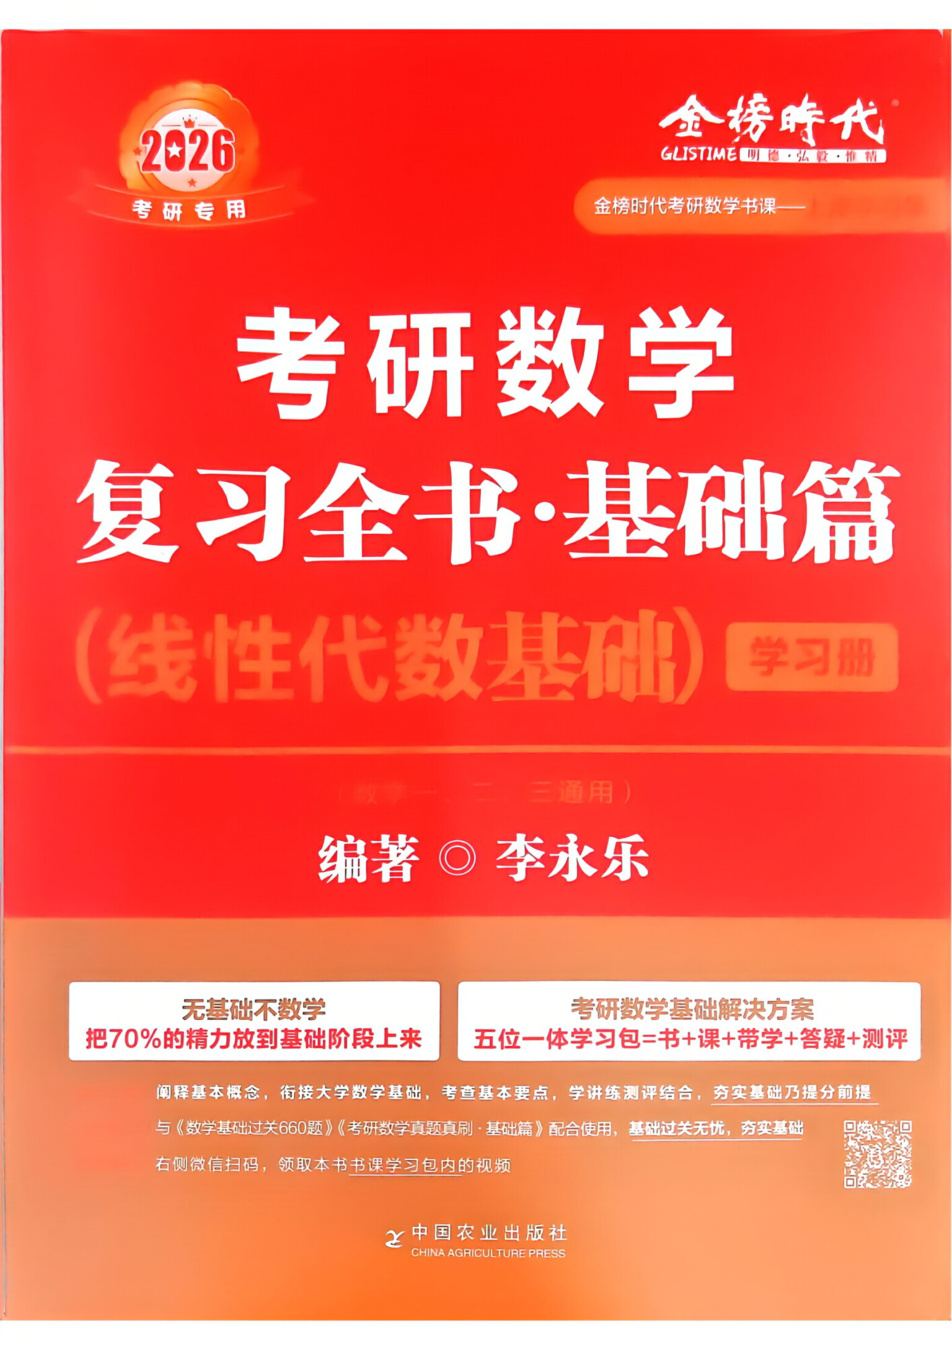 2026
考研专用
金榜時代
GLISTIME 明德·弘毅·惟精
金榜时代考研数学书课——
考研数学
复习全书·基础篇
（线性代数基础） 学习册
（数学一、二、三通用）
编著◎李永乐
无基础不数学
把70%的精力放到基础阶段上来
考研数学基础解决方案
五位一体学习包=书+课+带学+答疑+测评
阐释基本概念，衔接大学数学基础，考查基本要点，学讲练测评结合，夯实基础乃提分前提
与《数学基础过关660题》《考研数学真题真刷·基础篇》配合使用，基础过关无忧，夯实基础
右侧微信扫码，领取本书书课学习包内的视频
中国农业出版社
CHINA AGRICULTURE PRESS